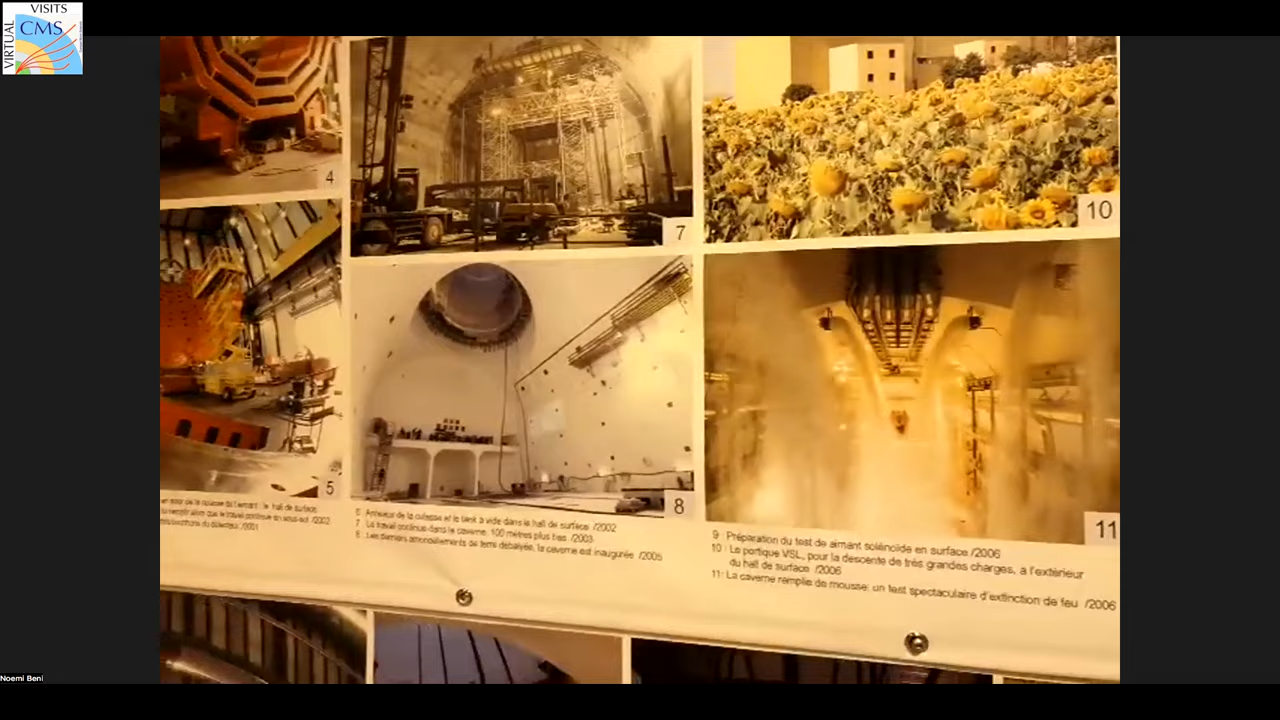 VISITS
VIRTUAL
CMS
4
7
10
5
8
11
/2002
/2001
6 : Arrivée de la culasse et le tank à vide dans le hall de surface /2002
7 : Le travail continue dans la caverne, 100 mètres plus bas /2003
8 : Les derniers amoncellements de terre déblayée, la caverne est inaugurée /2005
9 : Préparation du test de aimant solénoïde en surface /2006
10 : Le portique VSL, pour la descente de très grandes charges, à l'extérieur
du hall de surface /2006
11: La caverne remplie de mousse: un test spectaculaire d'extinction de feu /2006
Noemi Beni